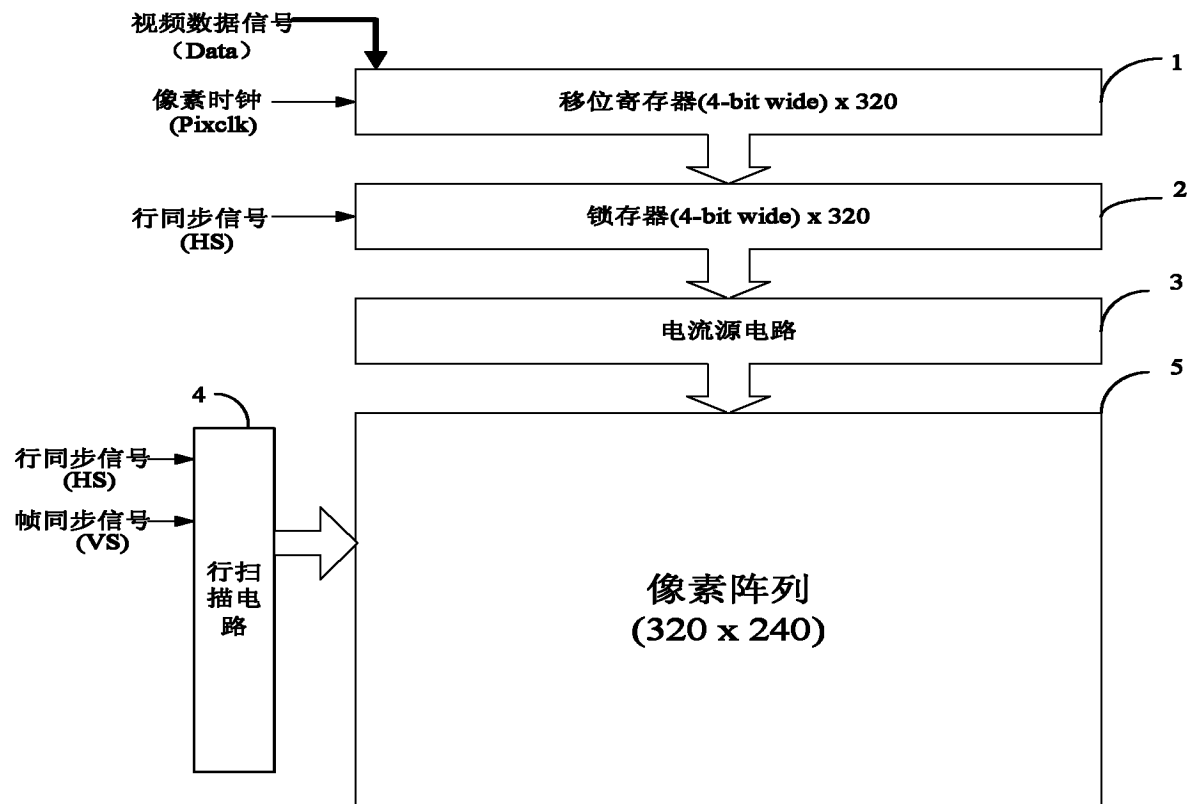 视频数据信号
（Data）
1
像素时钟
(Pixclk)
移位寄存器(4-bit wide) x 320
2
行同步信号
(HS)
锁存器(4-bit wide) x 320
3
电流源电路
5
4
行同步信号
(HS)
帧同步信号
(VS)
行扫
描电
路
像素阵列
(320 x 240)